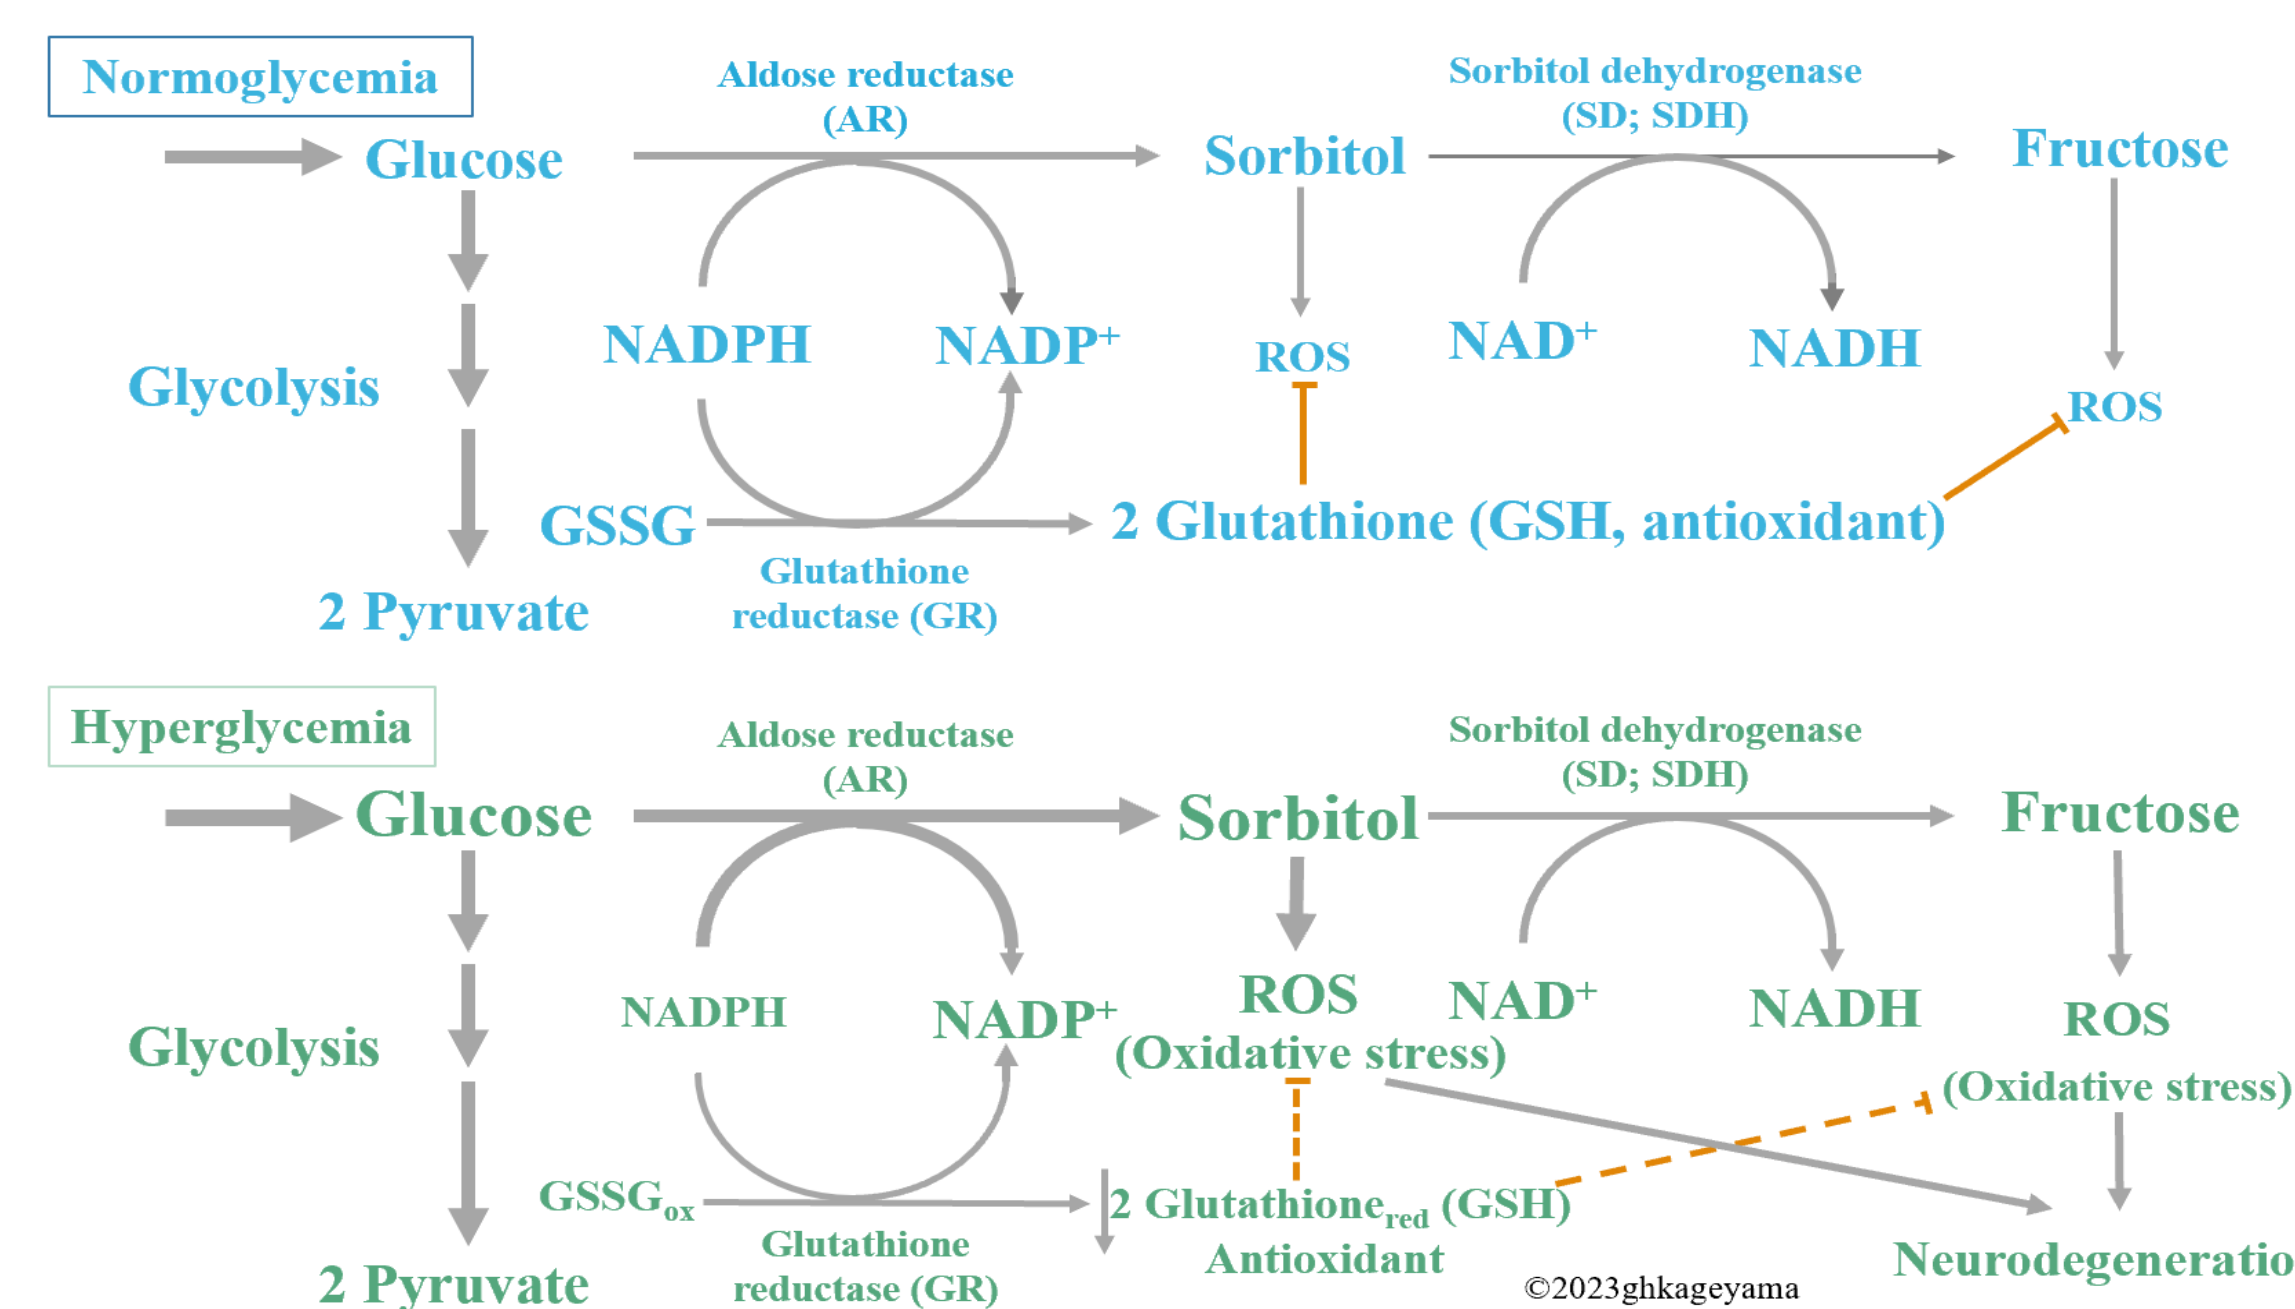 Normoglycemia
Aldose reductase
(AR)
Sorbitol dehydrogenase
(SD; SDH)
Glucose
Sorbitol
Fructose
NADPH
NADP⁺
ROS
NAD⁺
NADH
Glycolysis
ROS
GSSG
2 Glutathione (GSH, antioxidant)
Glutathione
reductase (GR)
2 Pyruvate
Hyperglycemia
Aldose reductase
(AR)
Sorbitol dehydrogenase
(SD; SDH)
Glucose
Sorbitol
Fructose
NADPH
NADP⁺
ROS
(Oxidative stress)
NAD⁺
NADH
ROS
(Oxidative stress)
Glycolysis
GSSGox
2 Glutathionered (GSH)
Antioxidant
Glutathione
reductase (GR)
2 Pyruvate
Neurodegeneratio
©2023ghkageyama